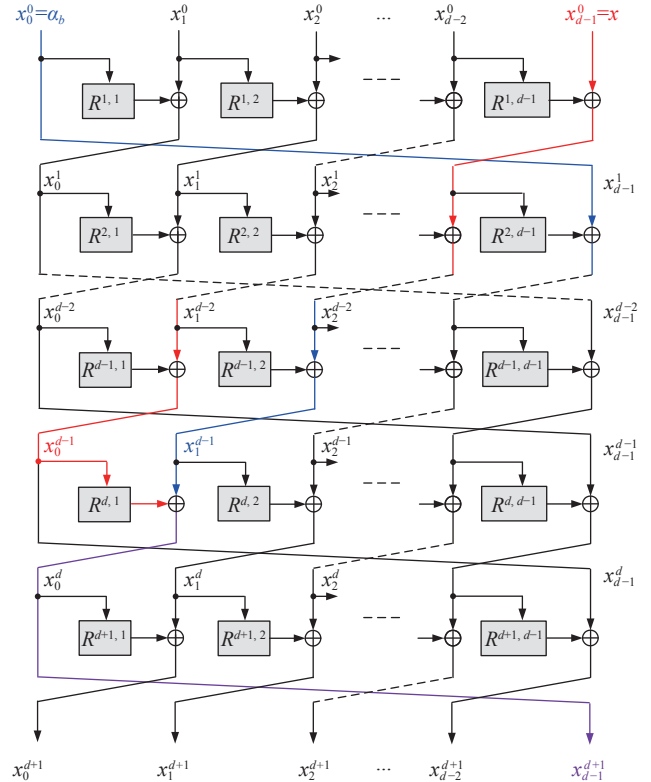 x_0^0=α_b x_1^0 x_2^0 ... x_{d-2}^0 x_{d-1}^0=x
R^{1, 1} R^{1, 2} R^{1, d-1}
x_0^1 x_1^1 x_2^1 x_{d-1}^1
R^{2, 1} R^{2, 2} R^{2, d-1}
x_0^{d-2} x_1^{d-2} x_2^{d-2} x_{d-1}^{d-2}
R^{d-1, 1} R^{d-1, 2} R^{d-1, d-1}
x_0^{d-1} x_1^{d-1} x_2^{d-1} x_{d-1}^{d-1}
R^{d, 1} R^{d, 2} R^{d, d-1}
x_0^d x_1^d x_2^d x_{d-1}^d
R^{d+1, 1} R^{d+1, 2} R^{d+1, d-1}
x_0^{d+1} x_1^{d+1} x_2^{d+1} ... x_{d-2}^{d+1} x_{d-1}^{d+1}